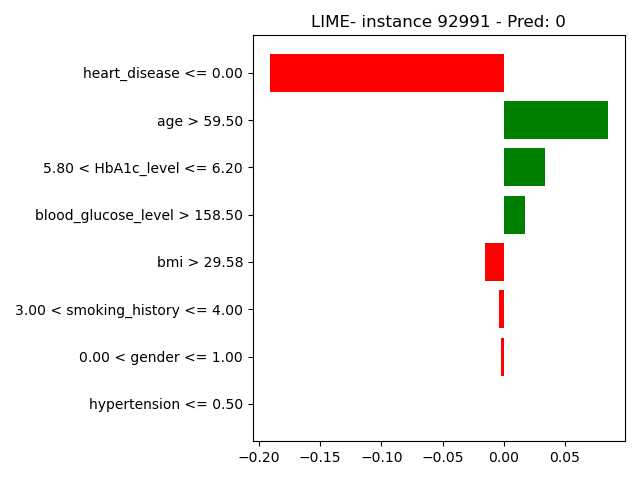 LIME- instance 92991 - Pred: 0
heart_disease <= 0.00
age > 59.50
5.80 < HbA1c_level <= 6.20
blood_glucose_level > 158.50
bmi > 29.58
3.00 < smoking_history <= 4.00
0.00 < gender <= 1.00
hypertension <= 0.50
−0.20 −0.15 −0.10 −0.05 0.00 0.05